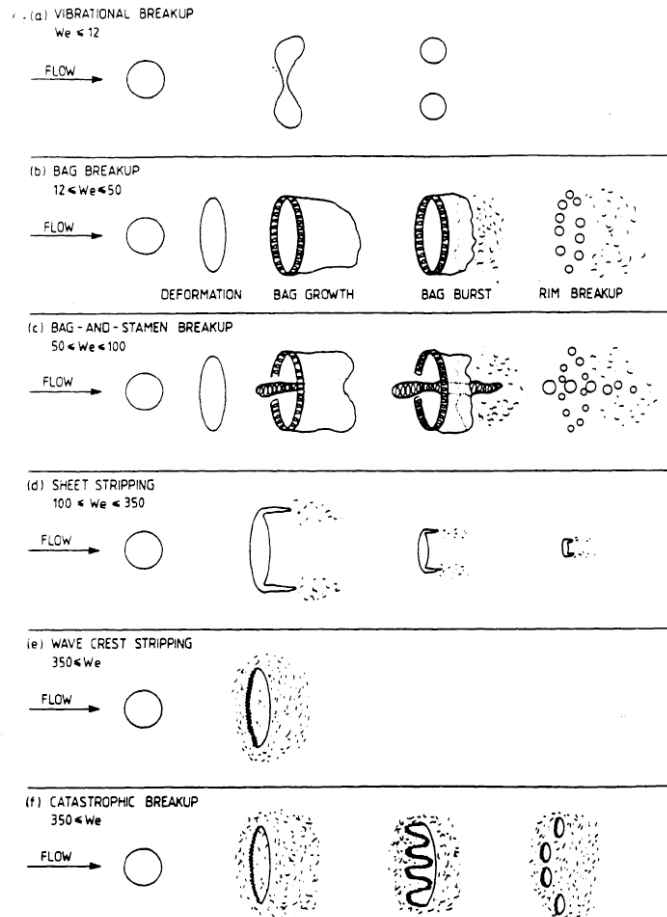 (a) VIBRATIONAL BREAKUP
We ≤ 12
FLOW
(b) BAG BREAKUP
12 ≤ We ≤ 50
FLOW
DEFORMATION BAG GROWTH BAG BURST RIM BREAKUP
(c) BAG-AND-STAMEN BREAKUP
50 ≤ We ≤ 100
FLOW
(d) SHEET STRIPPING
100 ≤ We ≤ 350
FLOW
(e) WAVE CREST STRIPPING
350 ≤ We
FLOW
(f) CATASTROPHIC BREAKUP
350 ≤ We
FLOW